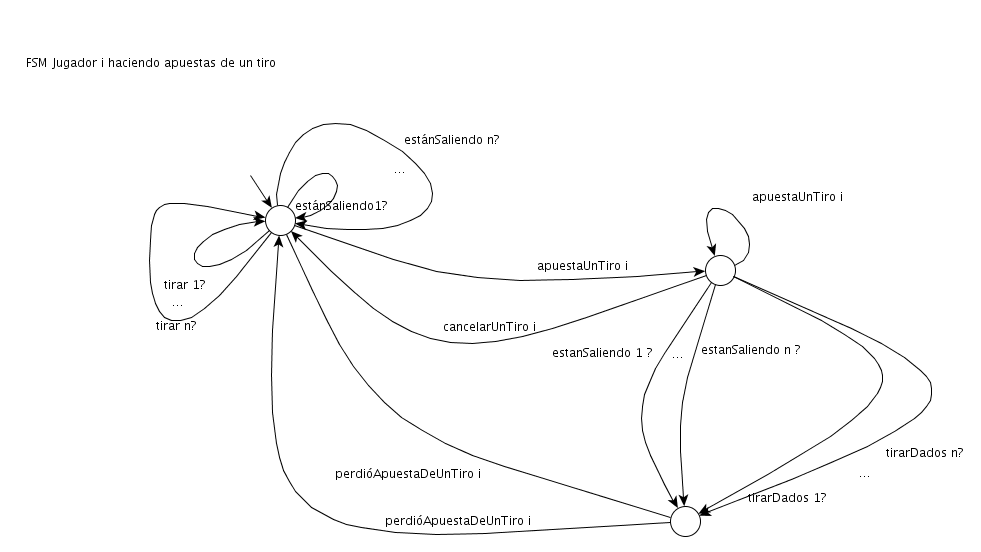 FSM Jugador i haciendo apuestas de un tiro
estánSaliendo n?
...
estánSaliendo1?
apuestaUnTiro i
apuestaUnTiro i
tirar 1?
...
tirar n?
cancelarUnTiro i
estanSaliendo 1 ?
...
estanSaliendo n ?
tirarDados n?
...
tirarDados 1?
perdióApuestaDeUnTiro i
perdióApuestaDeUnTiro i